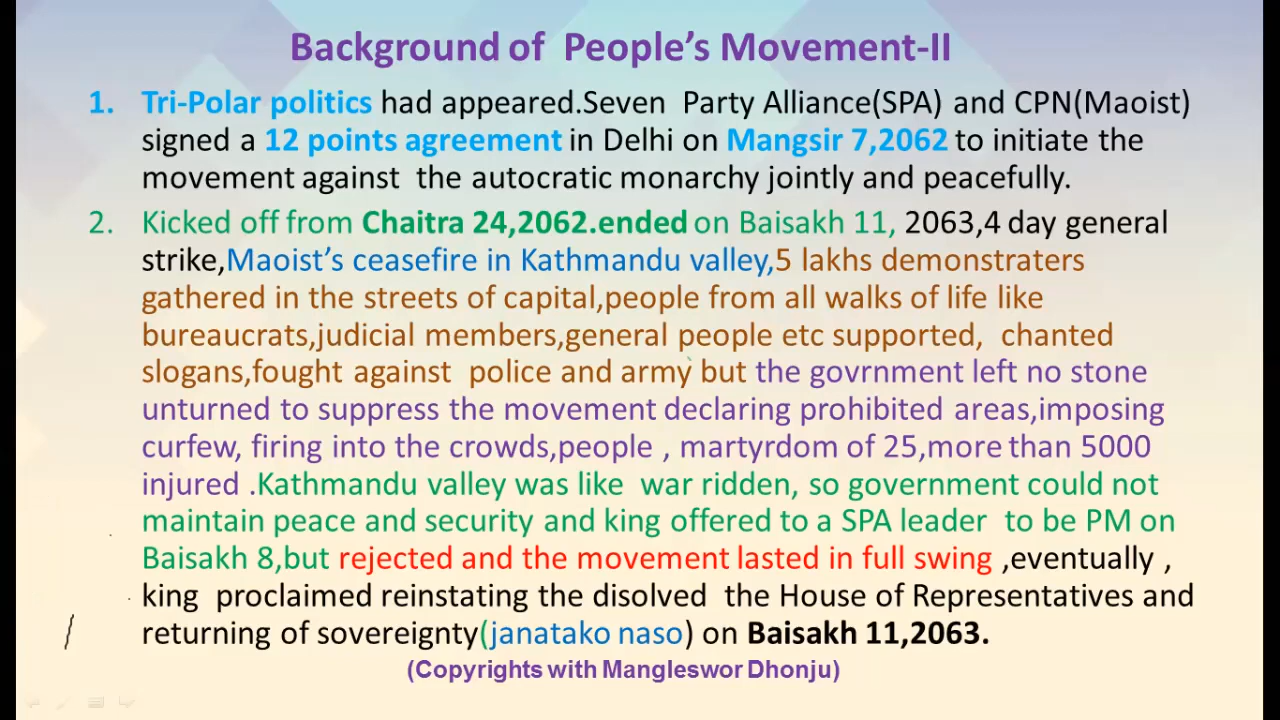 Background of People's Movement-II
1. Tri-Polar politics had appeared.Seven Party Alliance(SPA) and CPN(Maoist)
signed a 12 points agreement in Delhi on Mangsir 7,2062 to initiate the
movement against the autocratic monarchy jointly and peacefully.
2. Kicked off from Chaitra 24,2062.ended on Baisakh 11, 2063,4 day general
strike,Maoist's ceasefire in Kathmandu valley,5 lakhs demonstraters
gathered in the streets of capital,people from all walks of life like
bureaucrats,judicial members,general people etc supported, chanted
slogans,fought against police and army but the govrnment left no stone
unturned to suppress the movement declaring prohibited areas,imposing
curfew, firing into the crowds,people , martyrdom of 25,more than 5000
injured .Kathmandu valley was like war ridden, so government could not
maintain peace and security and king offered to a SPA leader to be PM on
Baisakh 8,but rejected and the movement lasted in full swing ,eventually ,
king proclaimed reinstating the disolved the House of Representatives and
returning of sovereignty(janatako naso) on Baisakh 11,2063.
(Copyrights with Mangleswor Dhonju)